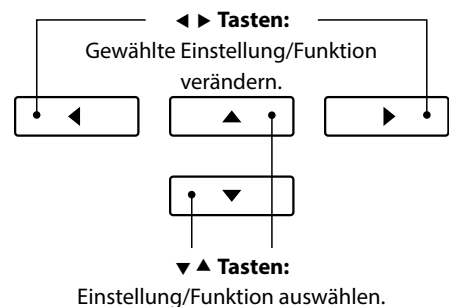 ◀ ▶ Tasten:
Gewählte Einstellung/Funktion
verändern.
◀ ▲ ▶
▼
▼ ▲ Tasten:
Einstellung/Funktion auswählen.